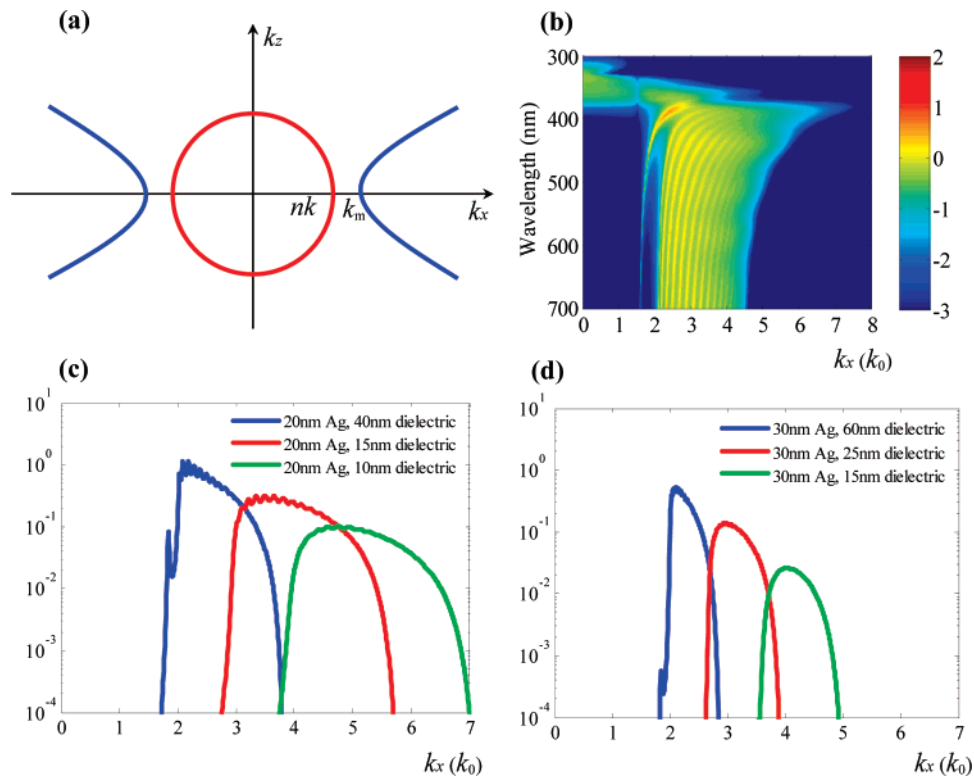 (a)
kz
nk
km
kx
(b)
Wavelength (nm)
300
400
500
600
700
0 1 2 3 4 5 6 7 8
kx (k0)
2
1
0
-1
-2
-3
(c)
10^1
10^0
10^-1
10^-2
10^-3
10^-4
20nm Ag, 40nm dielectric
20nm Ag, 15nm dielectric
20nm Ag, 10nm dielectric
0 1 2 3 4 5 6 7
kx (k0)
(d)
10^1
10^0
10^-1
10^-2
10^-3
10^-4
30nm Ag, 60nm dielectric
30nm Ag, 25nm dielectric
30nm Ag, 15nm dielectric
0 1 2 3 4 5 6 7
kx (k0)